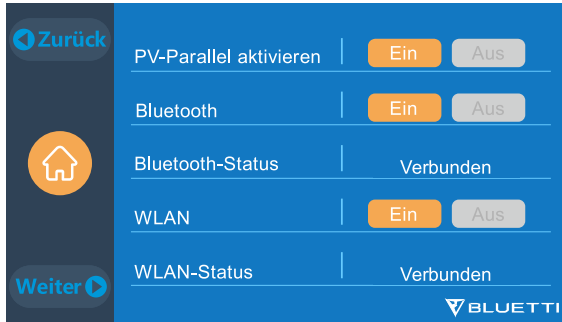 Zurück
PV-Parallel aktivieren Ein Aus
Bluetooth Ein Aus
Bluetooth-Status Verbunden
WLAN Ein Aus
WLAN-Status Verbunden
Weiter
BLUETTI